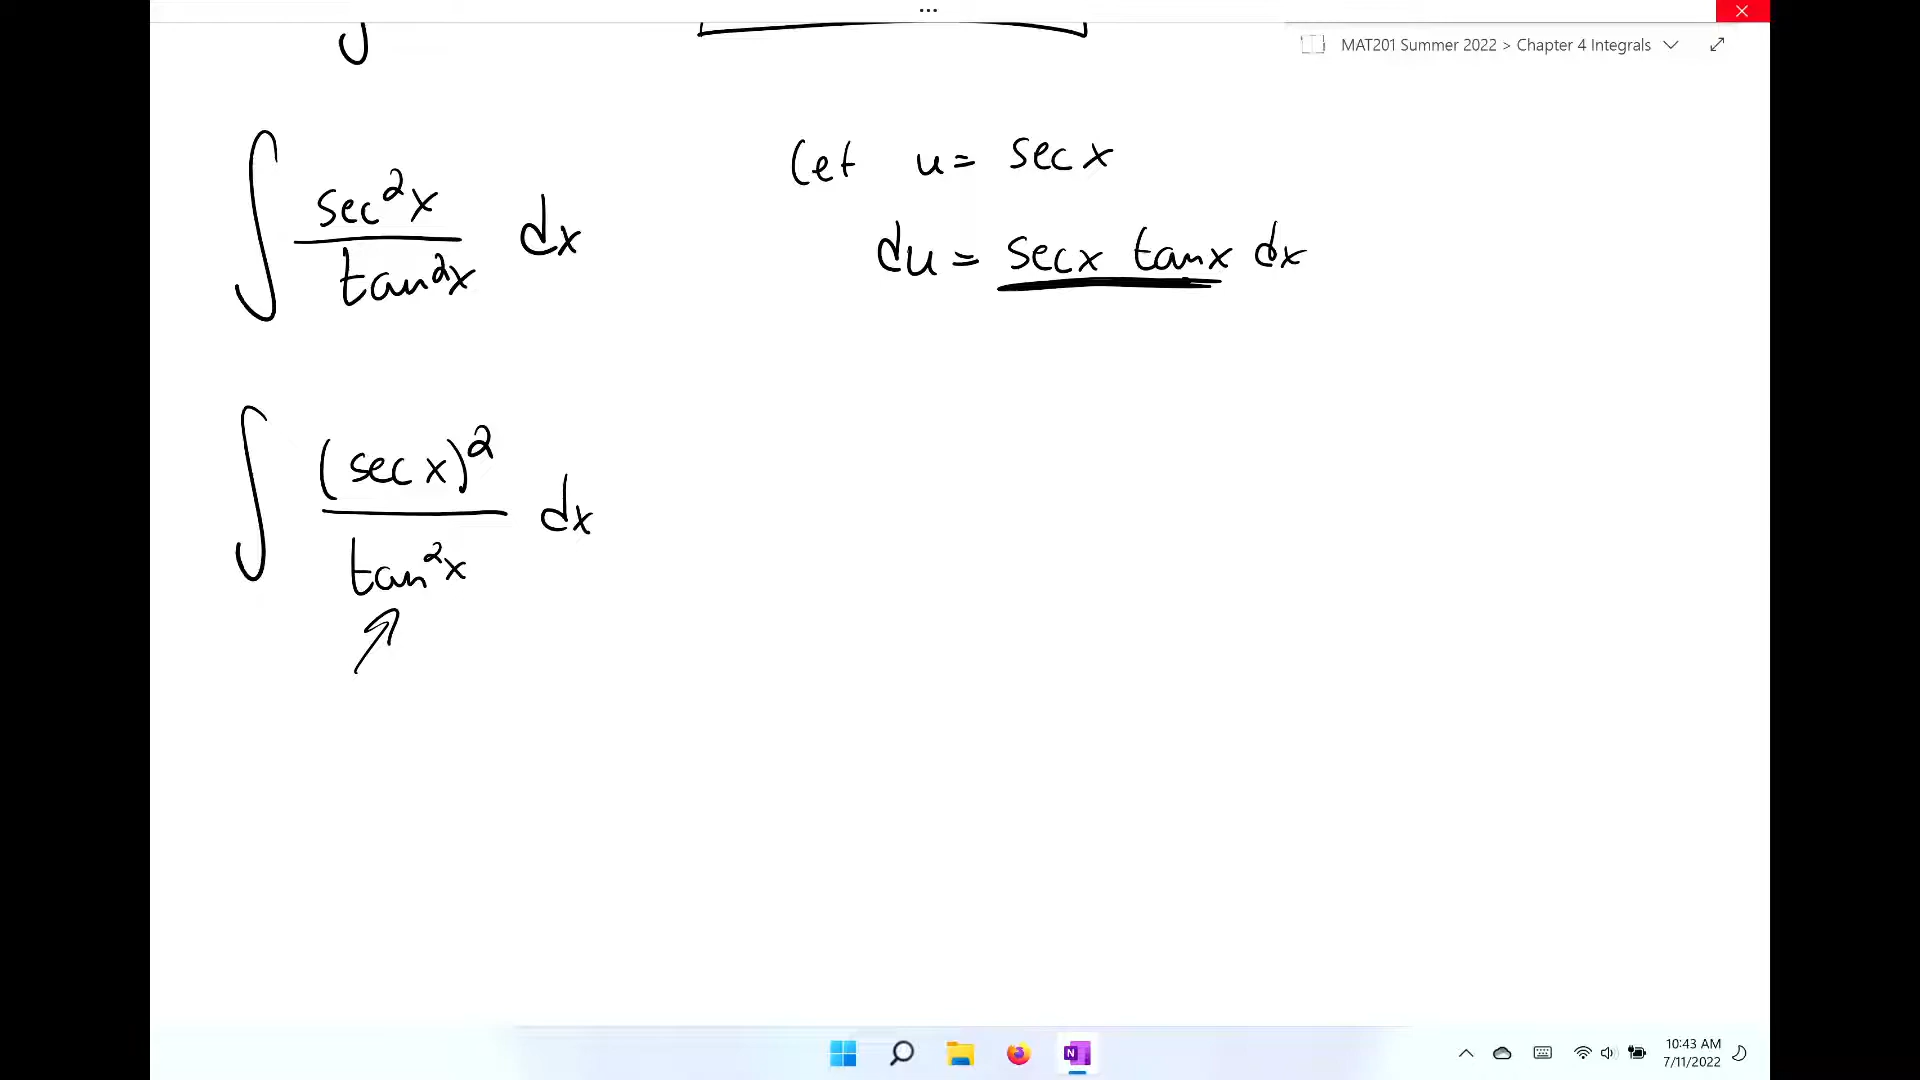 MAT201 Summer 2022 > Chapter 4 Integrals
∫ sec²x / tan²x dx
Let u = sec x
du = sec x tan x dx
∫ (sec x)² / tan²x dx
10:43 AM
7/11/2022